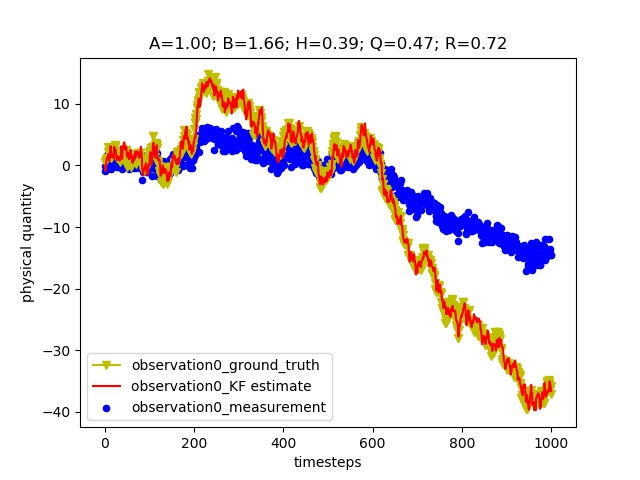 A=1.00; B=1.66; H=0.39; Q=0.47; R=0.72
physical quantity
10
0
−10
−20
−30
−40
observation0_ground_truth
observation0_KF estimate
observation0_measurement
0 200 400 600 800 1000
timesteps